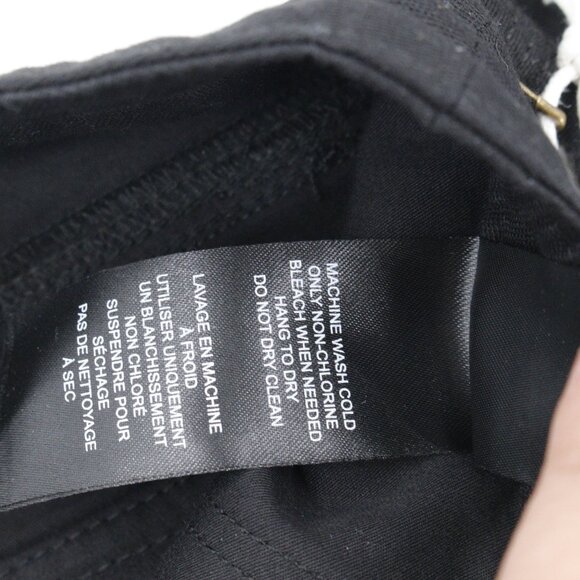 MACHINE WASH COLD
ONLY NON-CHLORINE
BLEACH WHEN NEEDED
HANG TO DRY
DO NOT DRY CLEAN
LAVAGE EN MACHINE
À FROID
UTILISER UNIQUEMENT
UN BLANCHISSEMENT
NON CHLORÉ
SUSPENDRE POUR
SÉCHAGE
PAS DE NETTOYAGE
À SEC